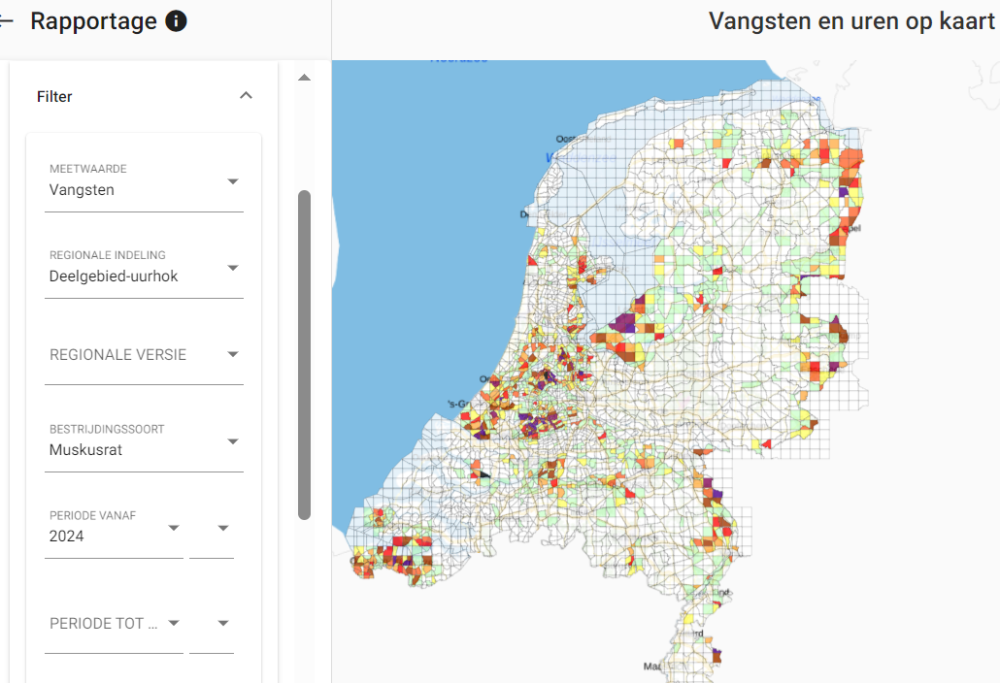 Rapportage
Vangsten en uren op kaart
Filter
MEETWAARDE
Vangsten
REGIONALE INDELING
Deelgebied-uurhok
REGIONALE VERSIE
BESTRIJDINGSSOORT
Muskusrat
PERIODE VANAF
2024
PERIODE TOT ...